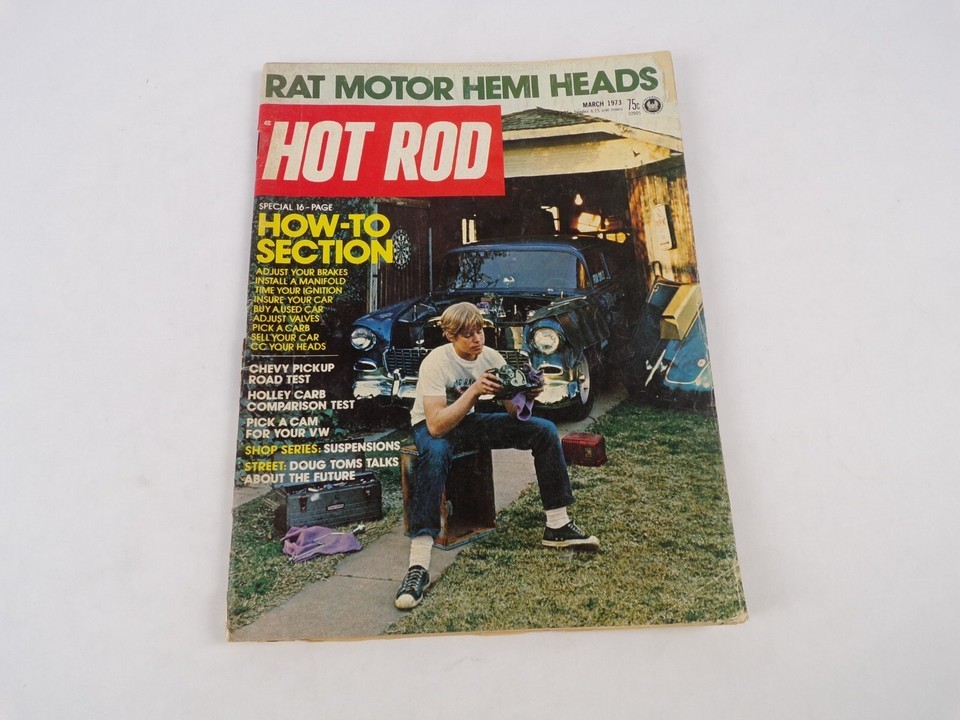 RAT MOTOR HEMI HEADS
MARCH 1973 75c
HOT ROD
SPECIAL 16-PAGE
HOW-TO
SECTION
ADJUST YOUR BRAKES
INSTALL A MANIFOLD
TIME YOUR IGNITION
INSURE YOUR CAR
BUY A USED CAR
ADJUST VALVES
PICK A CARB
SELL YOUR CAR
CC YOUR HEADS
CHEVY PICKUP
ROAD TEST
HOLLEY CARB
COMPARISON TEST
PICK A CAM
FOR YOUR VW
SHOP SERIES: SUSPENSIONS
STREET: DOUG TOMS TALKS
ABOUT THE FUTURE